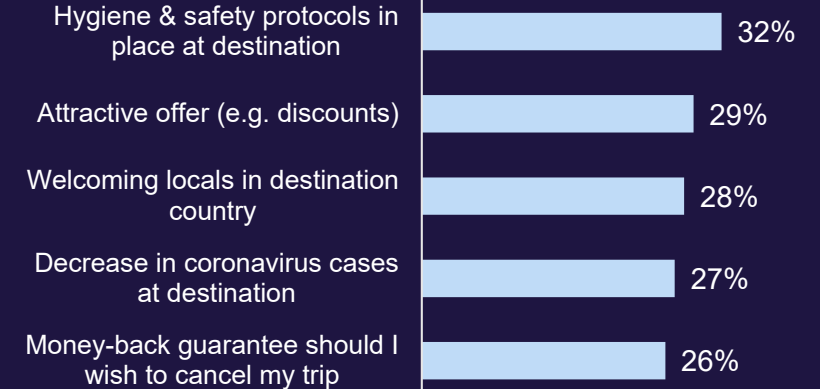 Hygiene & safety protocols in
place at destination
32%
Attractive offer (e.g. discounts)
29%
Welcoming locals in destination
country
28%
Decrease in coronavirus cases
at destination
27%
Money-back guarantee should I
wish to cancel my trip
26%